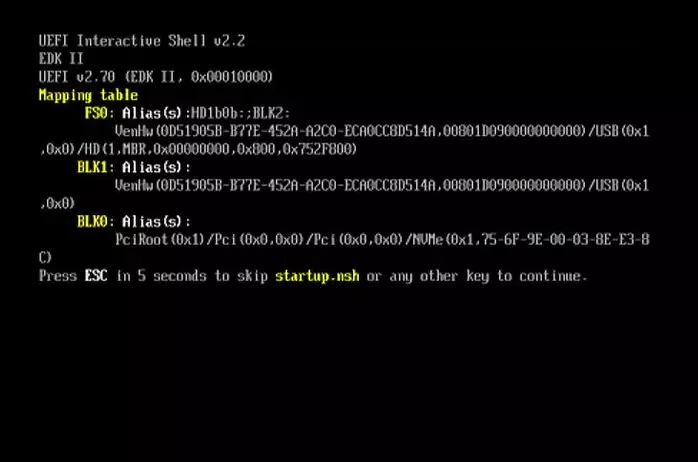 UEFI Interactive Shell v2.2
EDK II
UEFI v2.70 (EDK II, 0x00010000)
Mapping table
FS0: Alias(s):HD1b0b:;BLK2:
VenHw(0D51905B-B77E-452A-A2C0-ECA0CC8D514A,00801D090000000000)/USB(0x1
,0x0)/HD(1,MBR,0x00000000,0x800,0x752F800)
BLK1: Alias(s):
VenHw(0D51905B-B77E-452A-A2C0-ECA0CC8D514A,00801D090000000000)/USB(0x1
,0x0)
BLK0: Alias(s):
PciRoot(0x1)/Pci(0x0,0x0)/Pci(0x0,0x0)/NVMe(0x1,75-6F-9E-00-03-8E-E3-8
C)
Press ESC in 5 seconds to skip startup.nsh or any other key to continue.